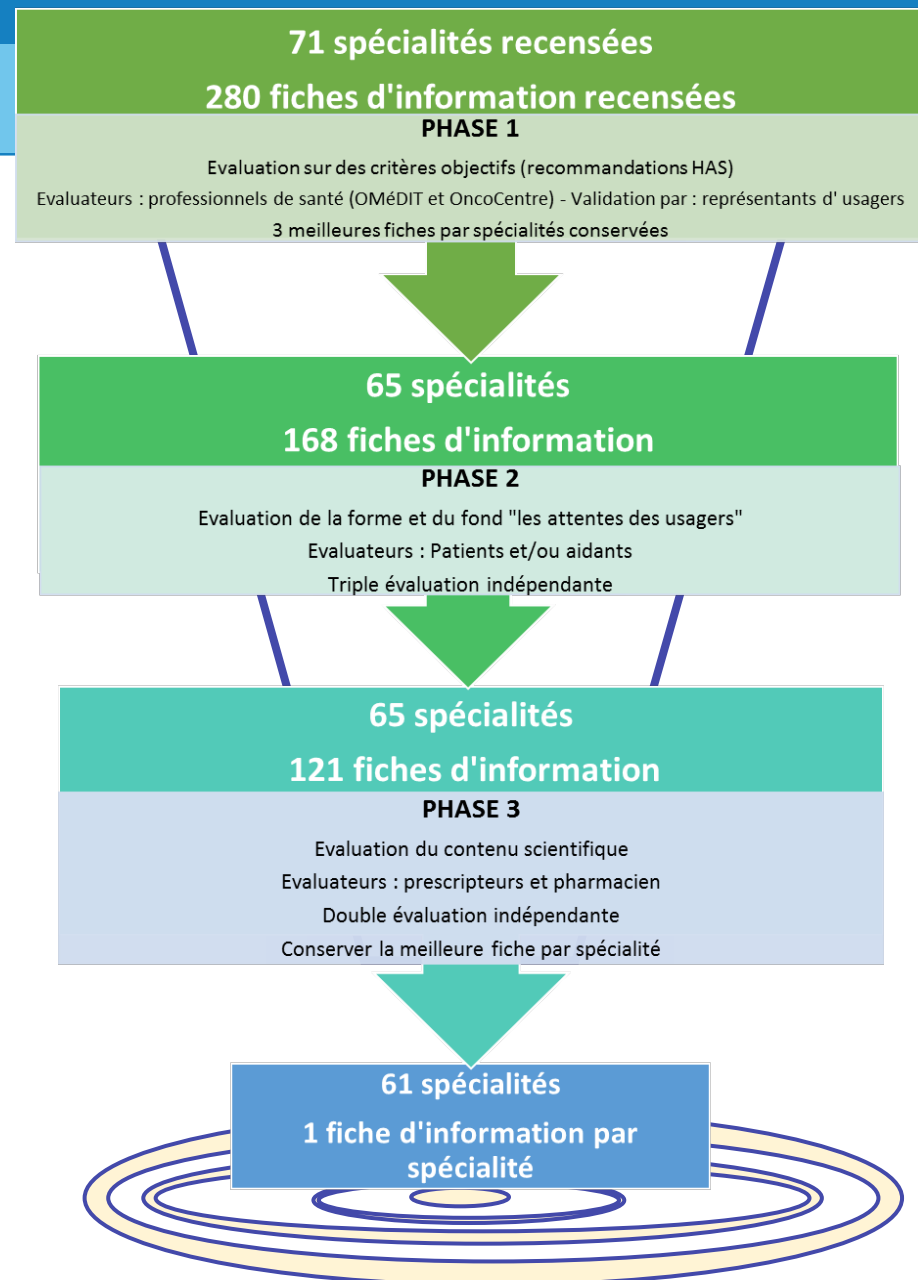 71 spécialités recensées
280 fiches d'information recensées
PHASE 1
Evaluation sur des critères objectifs (recommandations HAS)
Evaluateurs : professionnels de santé (OMéDIT et OncoCentre) - Validation par : représentants d' usagers
3 meilleures fiches par spécialités conservées
65 spécialités
168 fiches d'information
PHASE 2
Evaluation de la forme et du fond "les attentes des usagers"
Evaluateurs : Patients et/ou aidants
Triple évaluation indépendante
65 spécialités
121 fiches d'information
PHASE 3
Evaluation du contenu scientifique
Evaluateurs : prescripteurs et pharmacien
Double évaluation indépendante
Conserver la meilleure fiche par spécialité
61 spécialités
1 fiche d'information par
spécialité